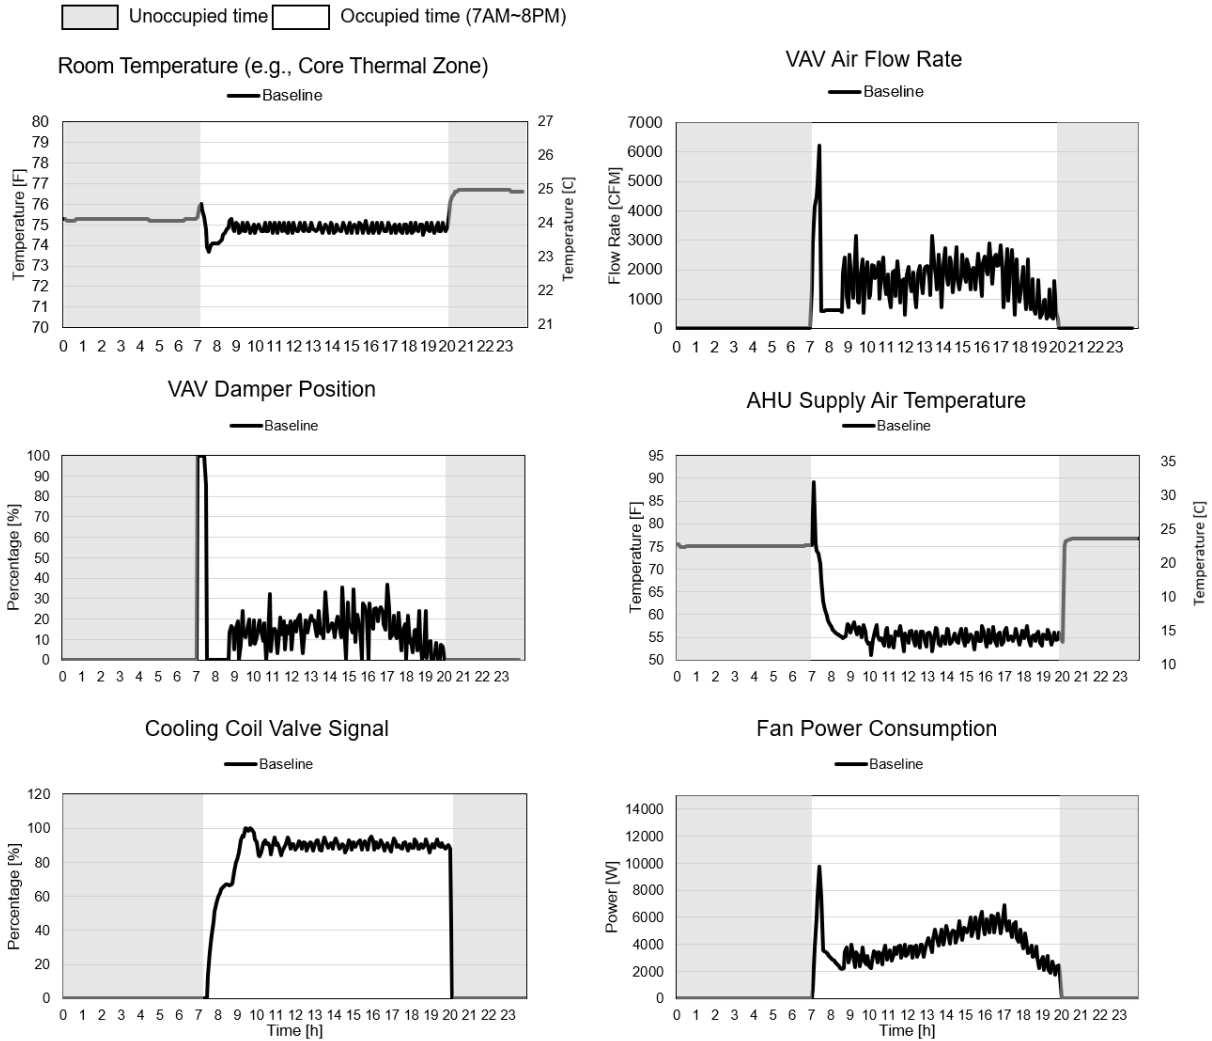 Unoccupied time
Occupied time (7AM~8PM)
Room Temperature (e.g., Core Thermal Zone)
Baseline
80
79
78
77
76
75
74
73
72
71
70
Temperature [F]
27
26
25
24
23
22
21
Temperature [C]
0 1 2 3 4 5 6 7 8 9 10 11 12 13 14 15 16 17 18 19 20 21 22 23
VAV Air Flow Rate
Baseline
7000
6000
5000
4000
3000
2000
1000
0
Flow Rate [CFM]
0 1 2 3 4 5 6 7 8 9 10 11 12 13 14 15 16 17 18 19 20 21 22 23
VAV Damper Position
Baseline
100
90
80
70
60
50
40
30
20
10
0
Percentage [%]
0 1 2 3 4 5 6 7 8 9 10 11 12 13 14 15 16 17 18 19 20 21 22 23
AHU Supply Air Temperature
Baseline
95
90
85
80
75
70
65
60
55
50
Temperature [F]
35
30
25
20
10
15
10
Temperature [C]
0 1 2 3 4 5 6 7 8 9 10 11 12 13 14 15 16 17 18 19 20 21 22 23
Cooling Coil Valve Signal
Baseline
120
100
80
60
40
20
0
Percentage [%]
0 1 2 3 4 5 6 7 8 9 10 11 12 13 14 15 16 17 18 19 20 21 22 23
Time [h]
Fan Power Consumption
Baseline
14000
12000
10000
8000
6000
4000
2000
0
Power [W]
0 1 2 3 4 5 6 7 8 9 10 11 12 13 14 15 16 17 18 19 20 21 22 23
Time [h]